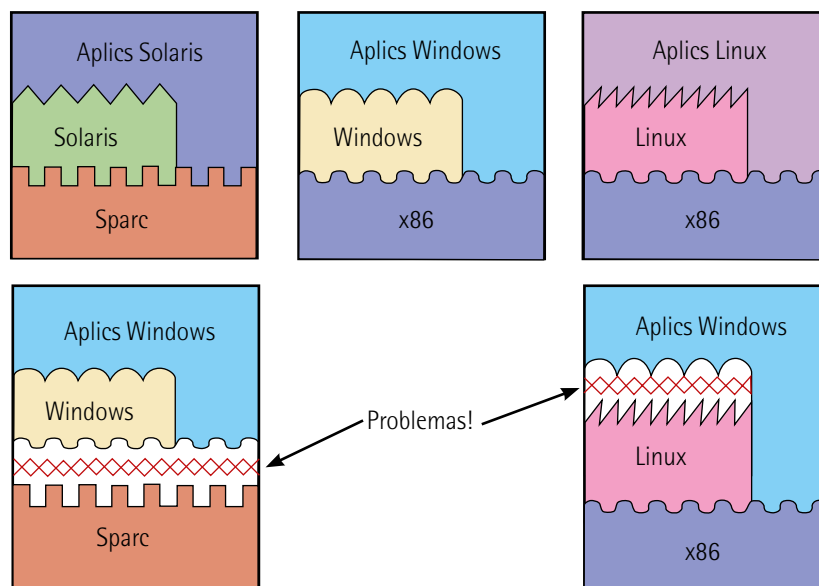 Aplics Solaris
Solaris
Sparc
Aplics Windows
Windows
x86
Aplics Linux
Linux
x86
Aplics Windows
Windows
Sparc
Problemas!
Aplics Windows
Linux
x86